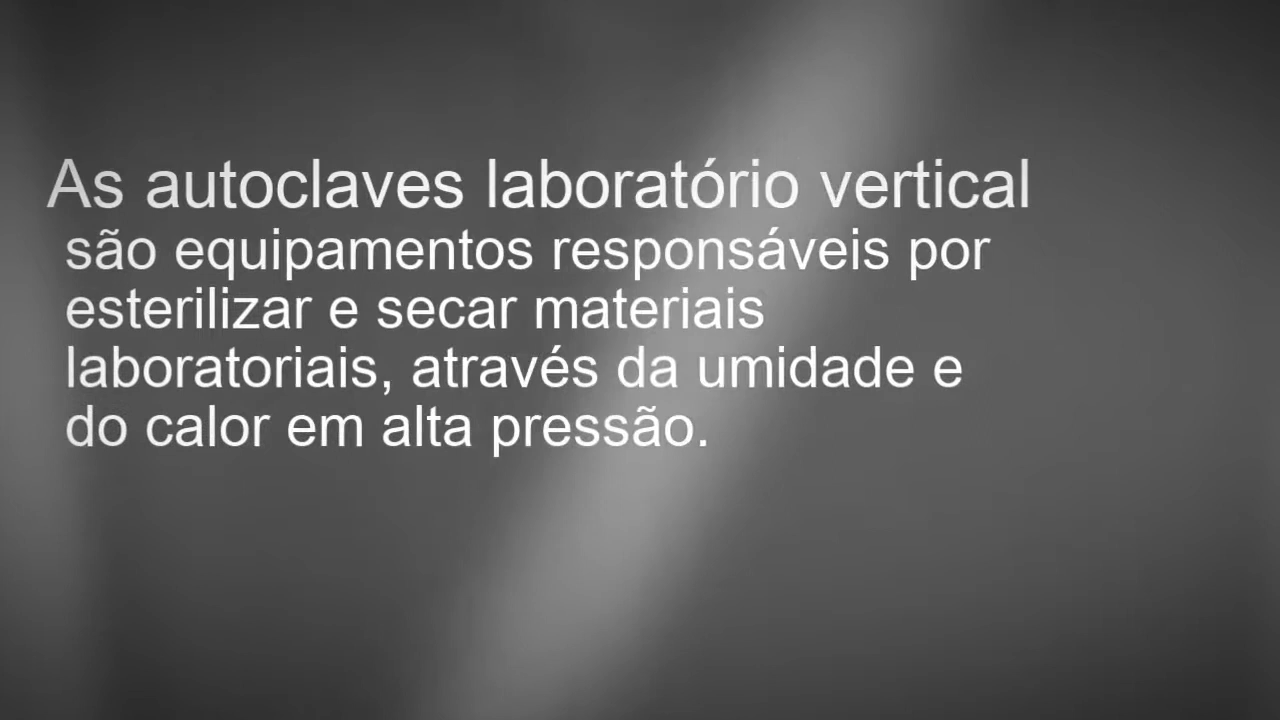 As autoclaves laboratório vertical
são equipamentos responsáveis por
esterilizar e secar materiais
laboratoriais, através da umidade e
do calor em alta pressão.